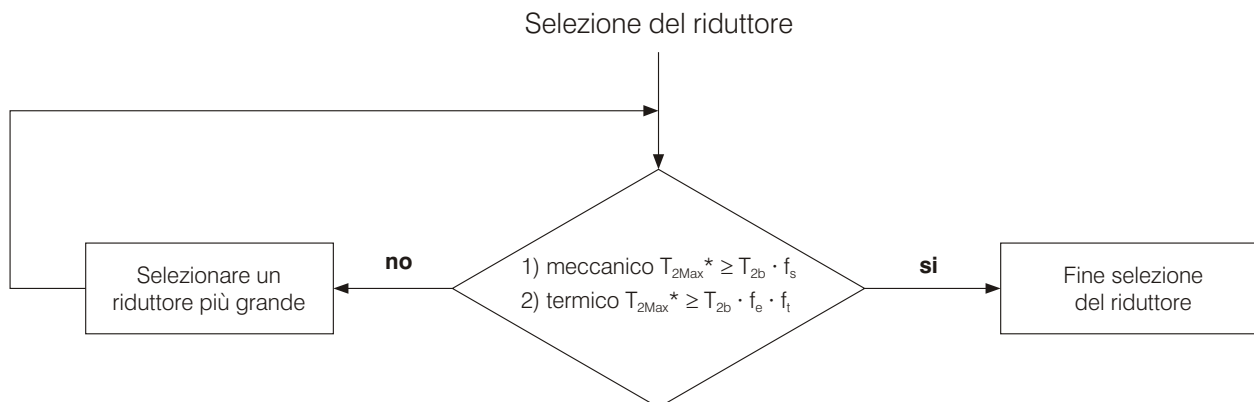 Selezione del riduttore
Selezionare un
riduttore più grande
no
1) meccanico T2Max* ≥ T2b · fs
2) termico T2Max* ≥ T2b · fe · ft
si
Fine selezione
del riduttore